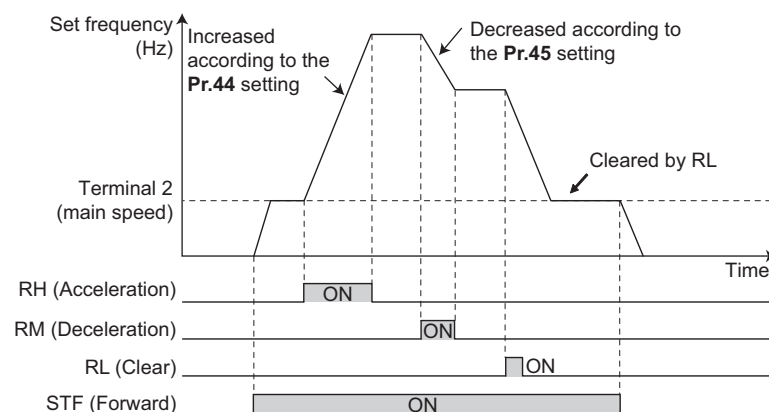 Set frequency
(Hz)
Increased
according to the
Pr.44 setting
Decreased according to
the Pr.45 setting
Cleared by RL
Terminal 2
(main speed)
Time
RH (Acceleration)
ON
RM (Deceleration)
ON
RL (Clear)
ON
STF (Forward)
ON